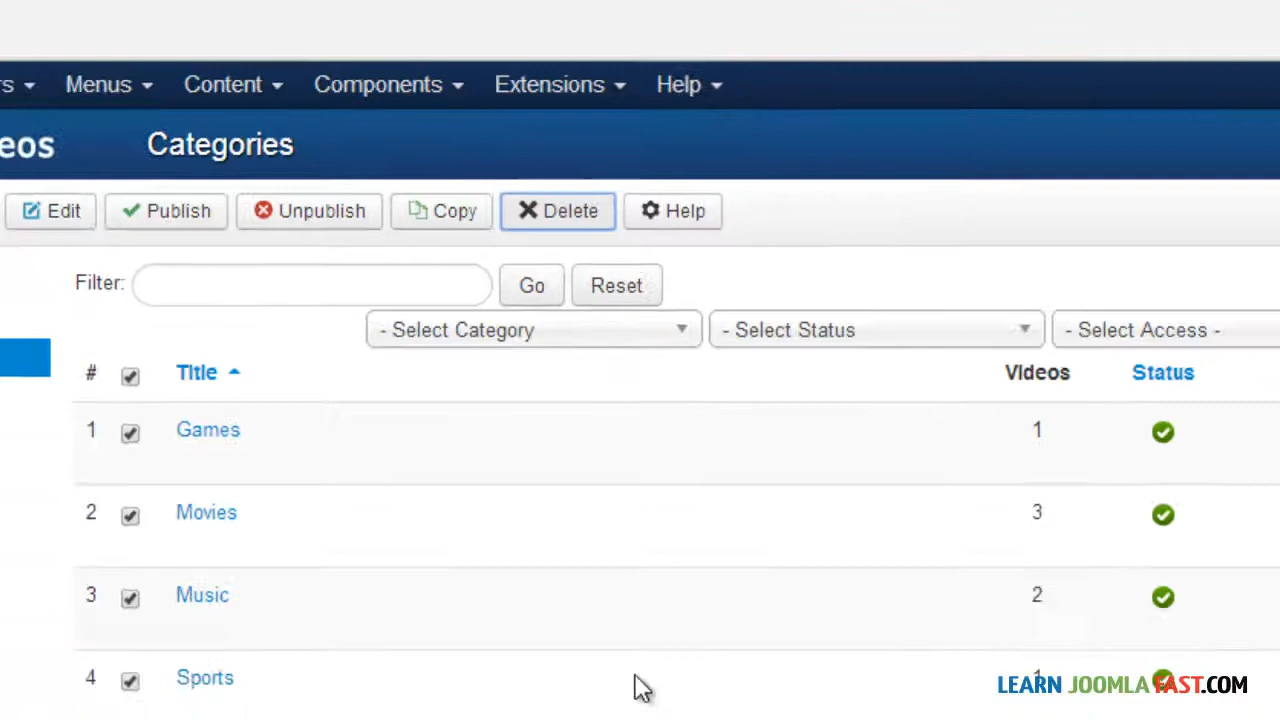 s Menus Content Components Extensions Help
eos Categories
Edit Publish Unpublish Copy Delete Help
Filter: Go Reset
- Select Category - Select Status - Select Access -
# Title Videos Status
1 Games 1
2 Movies 3
3 Music 2
4 Sports 1
LEARN JOOMLA FAST.COM